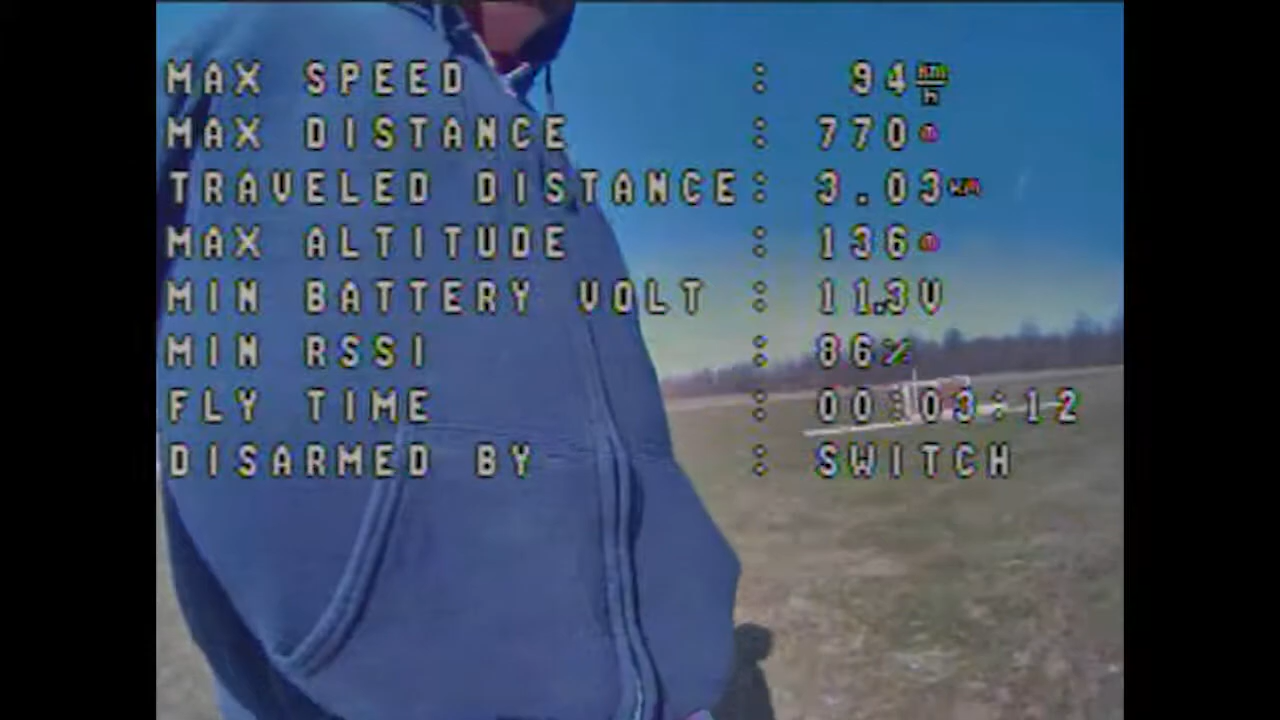 MAX SPEED : 94 km/h
MAX DISTANCE : 770 m
TRAVELED DISTANCE: 3.03 km
MAX ALTITUDE : 136 m
MIN BATTERY VOLT : 11.3V
MIN RSSI : 86%
FLY TIME : 00:03:12
DISARMED BY : SWITCH